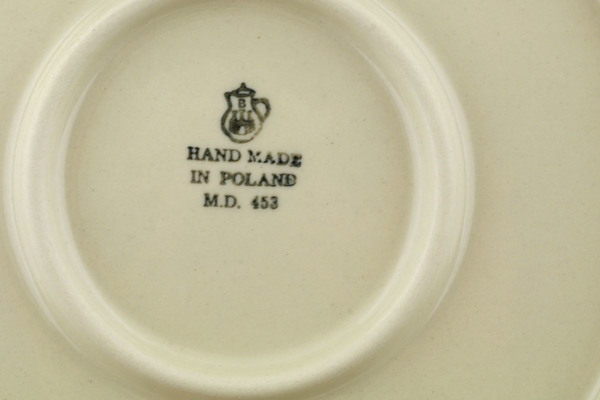 B
HAND MADE
IN POLAND
M.D. 453